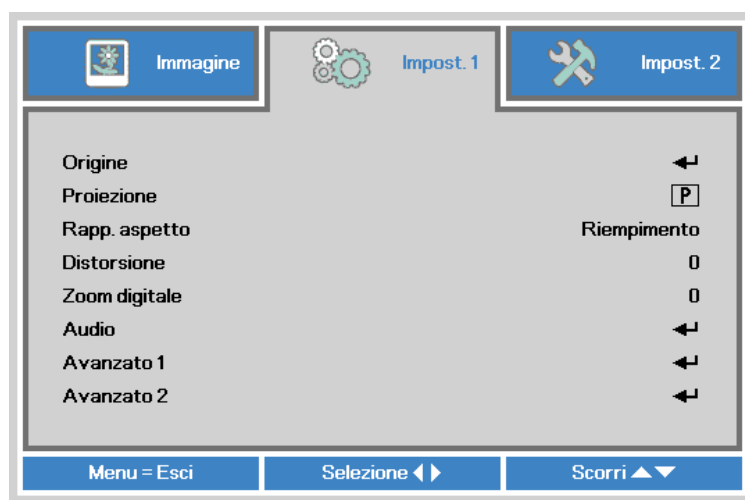 Immagine
Impost. 1
Impost. 2
Origine ↵
Proiezione P
Rapp. aspetto Riempimento
Distorsione 0
Zoom digitale 0
Audio ↵
Avanzato 1 ↵
Avanzato 2 ↵
Menu = Esci
Selezione ◀▶
Scorri ▲▼